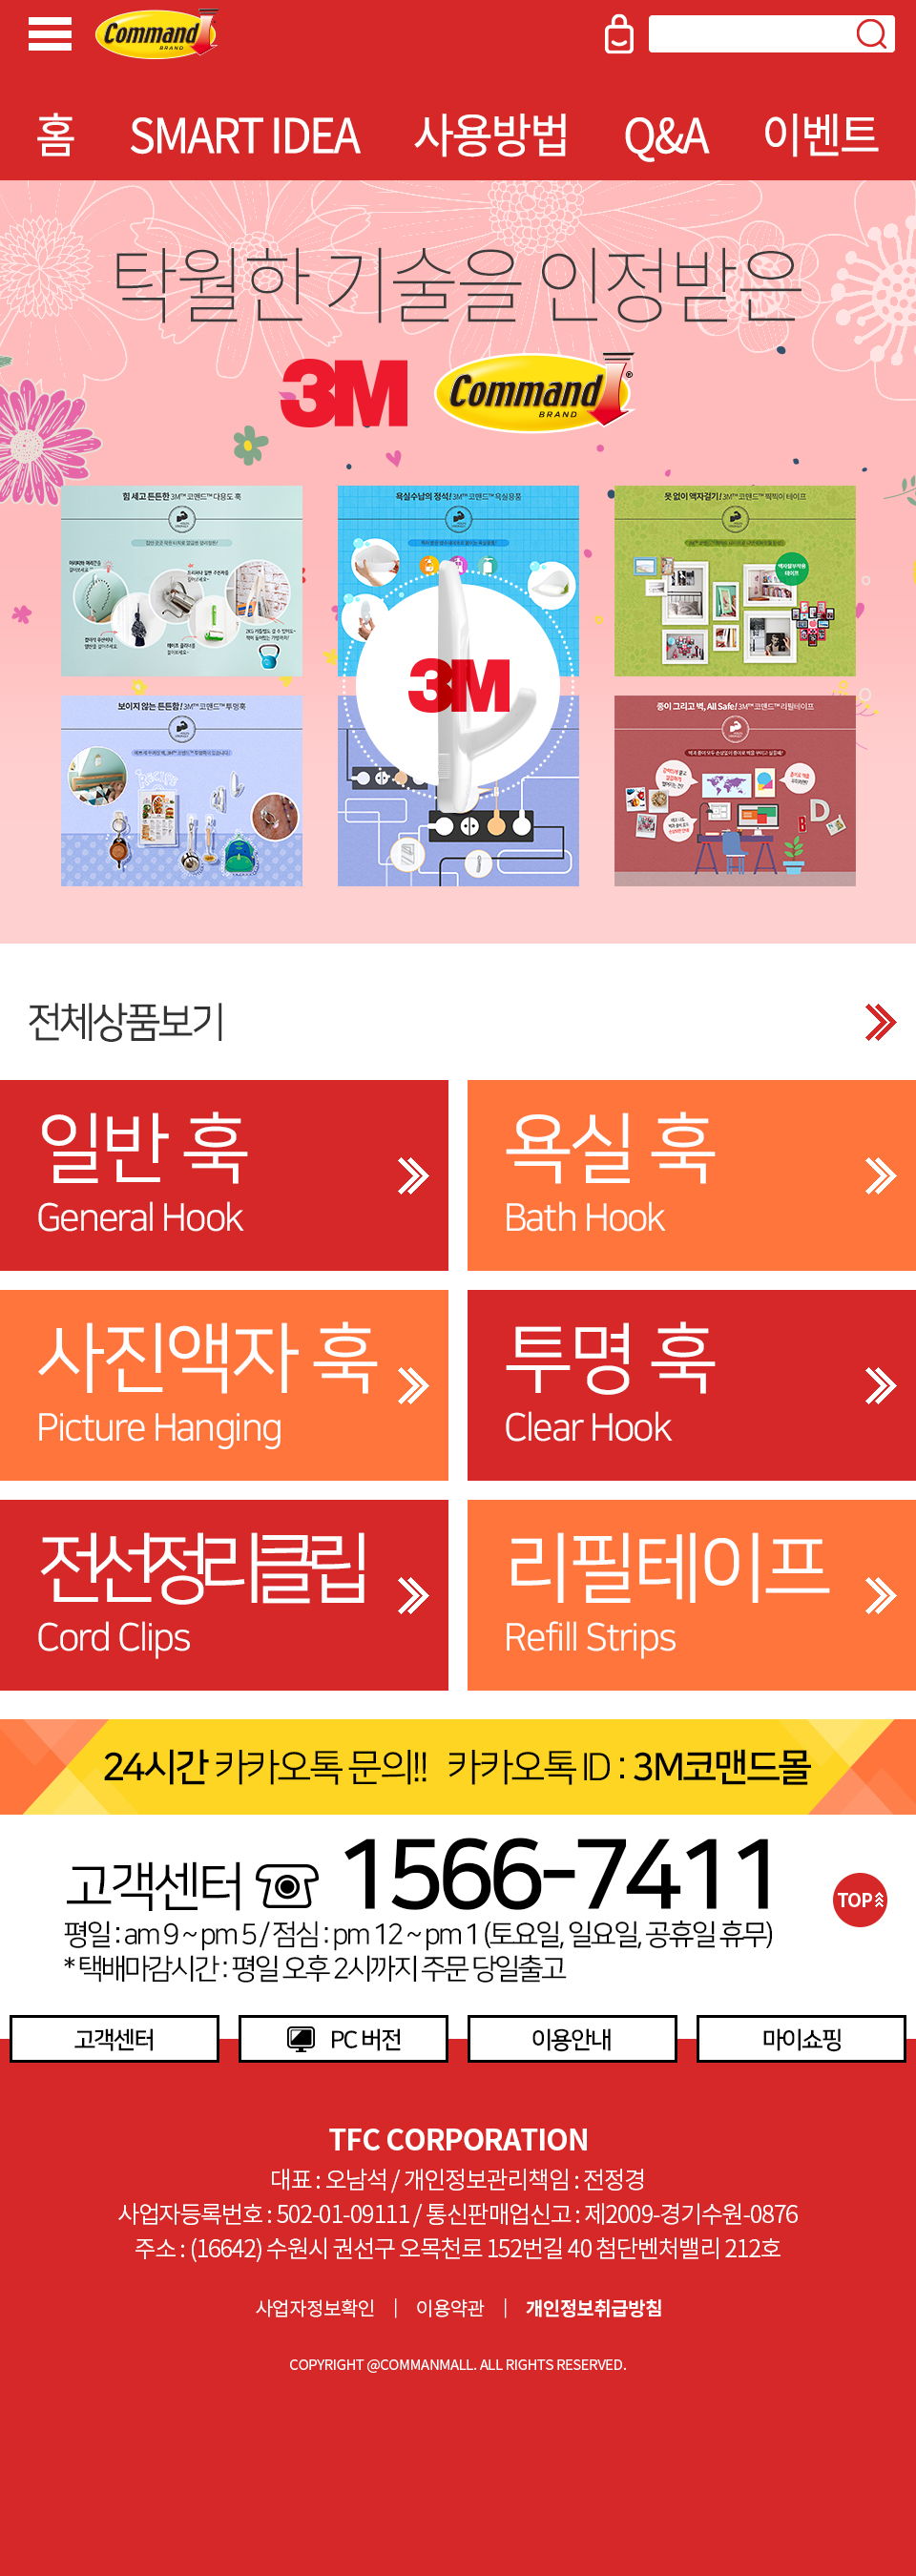 Command
BRAND
홈 SMART IDEA 사용방법 Q&A 이벤트
탁월한 기술을 인정받은
3M Command®
BRAND
힘 세고 튼튼한 3M™ 코맨드™ 다용도 훅
욕실수납의 정석! 3M™ 코맨드™ 욕실용품
못 없이 액자걸기! 3M™ 코맨드™ 찍찍이 테이프
액자탈부착용
테이프
3M
보이지 않는 튼튼함! 3M™ 코맨드™ 투명훅
종이 그리고 벽, All Safe! 3M™ 코맨드™ 리필테이프
전체상품보기
일반 훅
General Hook
욕실 훅
Bath Hook
사진액자 훅
Picture Hanging
투명 훅
Clear Hook
전선정리클립
Cord Clips
리필테이프
Refill Strips
24시간 카카오톡 문의!! 카카오톡 ID : 3M코맨드몰
고객센터 1566-7411
TOP
평일 : am 9 ~ pm 5 / 점심 : pm 12 ~ pm 1 (토요일, 일요일, 공휴일 휴무)
* 택배마감시간 : 평일 오후 2시까지 주문 당일출고
고객센터 PC 버전 이용안내 마이쇼핑
TFC CORPORATION
대표 : 오남석 / 개인정보관리책임 : 전정경
사업자등록번호 : 502-01-09111 / 통신판매업신고 : 제2009-경기수원-0876
주소 : (16642) 수원시 권선구 오목천로 152번길 40 첨단벤처밸리 212호
사업자정보확인 | 이용약관 | 개인정보취급방침
COPYRIGHT @COMMANMALL. ALL RIGHTS RESERVED.